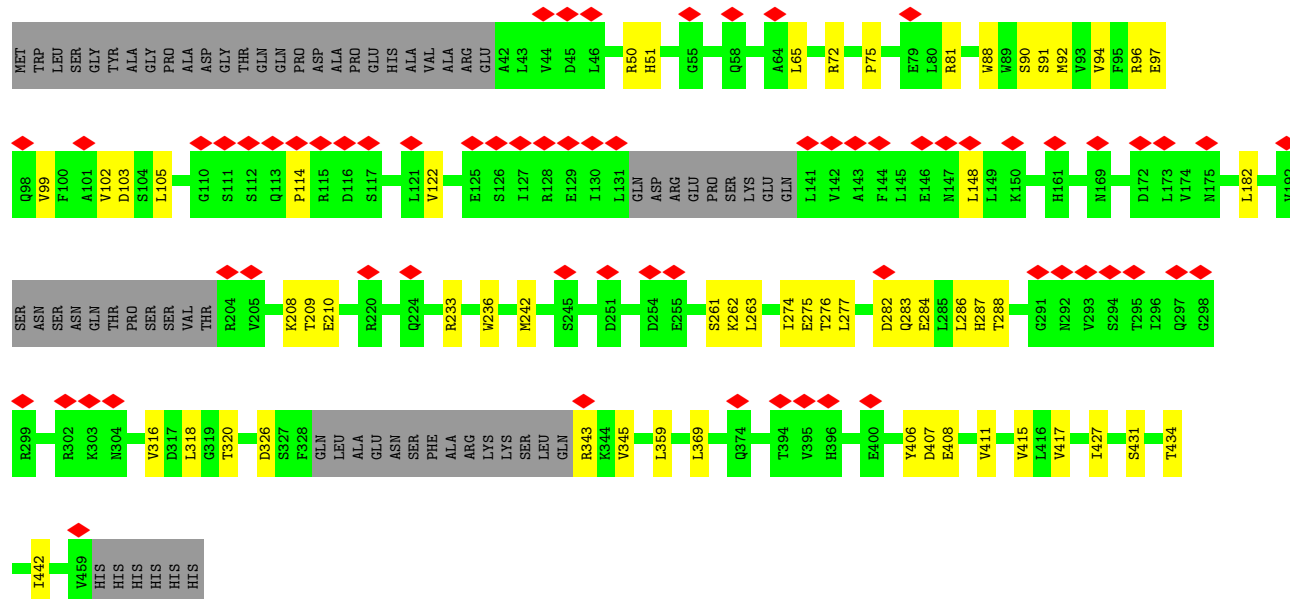 MET TRP LEU SER GLY TYR ALA GLY PRO ALA ASP GLY THR GLN GLN PRO ASP ALA PRO GLU HIS ALA VAL ALA ARG GLU A42 L43 V44 D45 L46 R50 H51 G55 Q58 A64 L65 R72 P75 E79 L80 R81 W88 W89 S90 S91 M92 V93 V94 F95 R96 E97
Q98 V99 F100 A101 V102 D103 S104 L105 G110 S111 S112 Q113 P114 R115 D116 S117 L121 V122 E125 S126 I127 R128 E129 I130 L131 GLN ASP ARG GLU PRO SER LYS GLU GLN L141 V142 A143 F144 L145 E146 N147 L148 L149 K150 H161 N169 D172 L173 V174 N175 L182 V192
SER ASN SER ASN GLN THR PRO SER SER VAL THR R204 V205 K208 T209 E210 R220 Q224 R233 W236 M242 S245 D251 D254 E255 S261 K262 L263 I274 E275 T276 L277 D282 Q283 E284 L285 L286 H287 T288 G291 N292 V293 S294 T295 I296 Q297 G298
R299 R302 K303 N304 V316 D317 L318 G319 T320 D326 S327 F328 GLN LEU ALA GLU ASN SER PHE ALA ARG LYS LYS SER LEU GLN R343 K344 V345 L359 L369 Q374 T394 V395 H396 E400 Y406 D407 E408 V411 V415 L416 V417 I427 S431 T434
I442 V459 HIS HIS HIS HIS HIS HIS